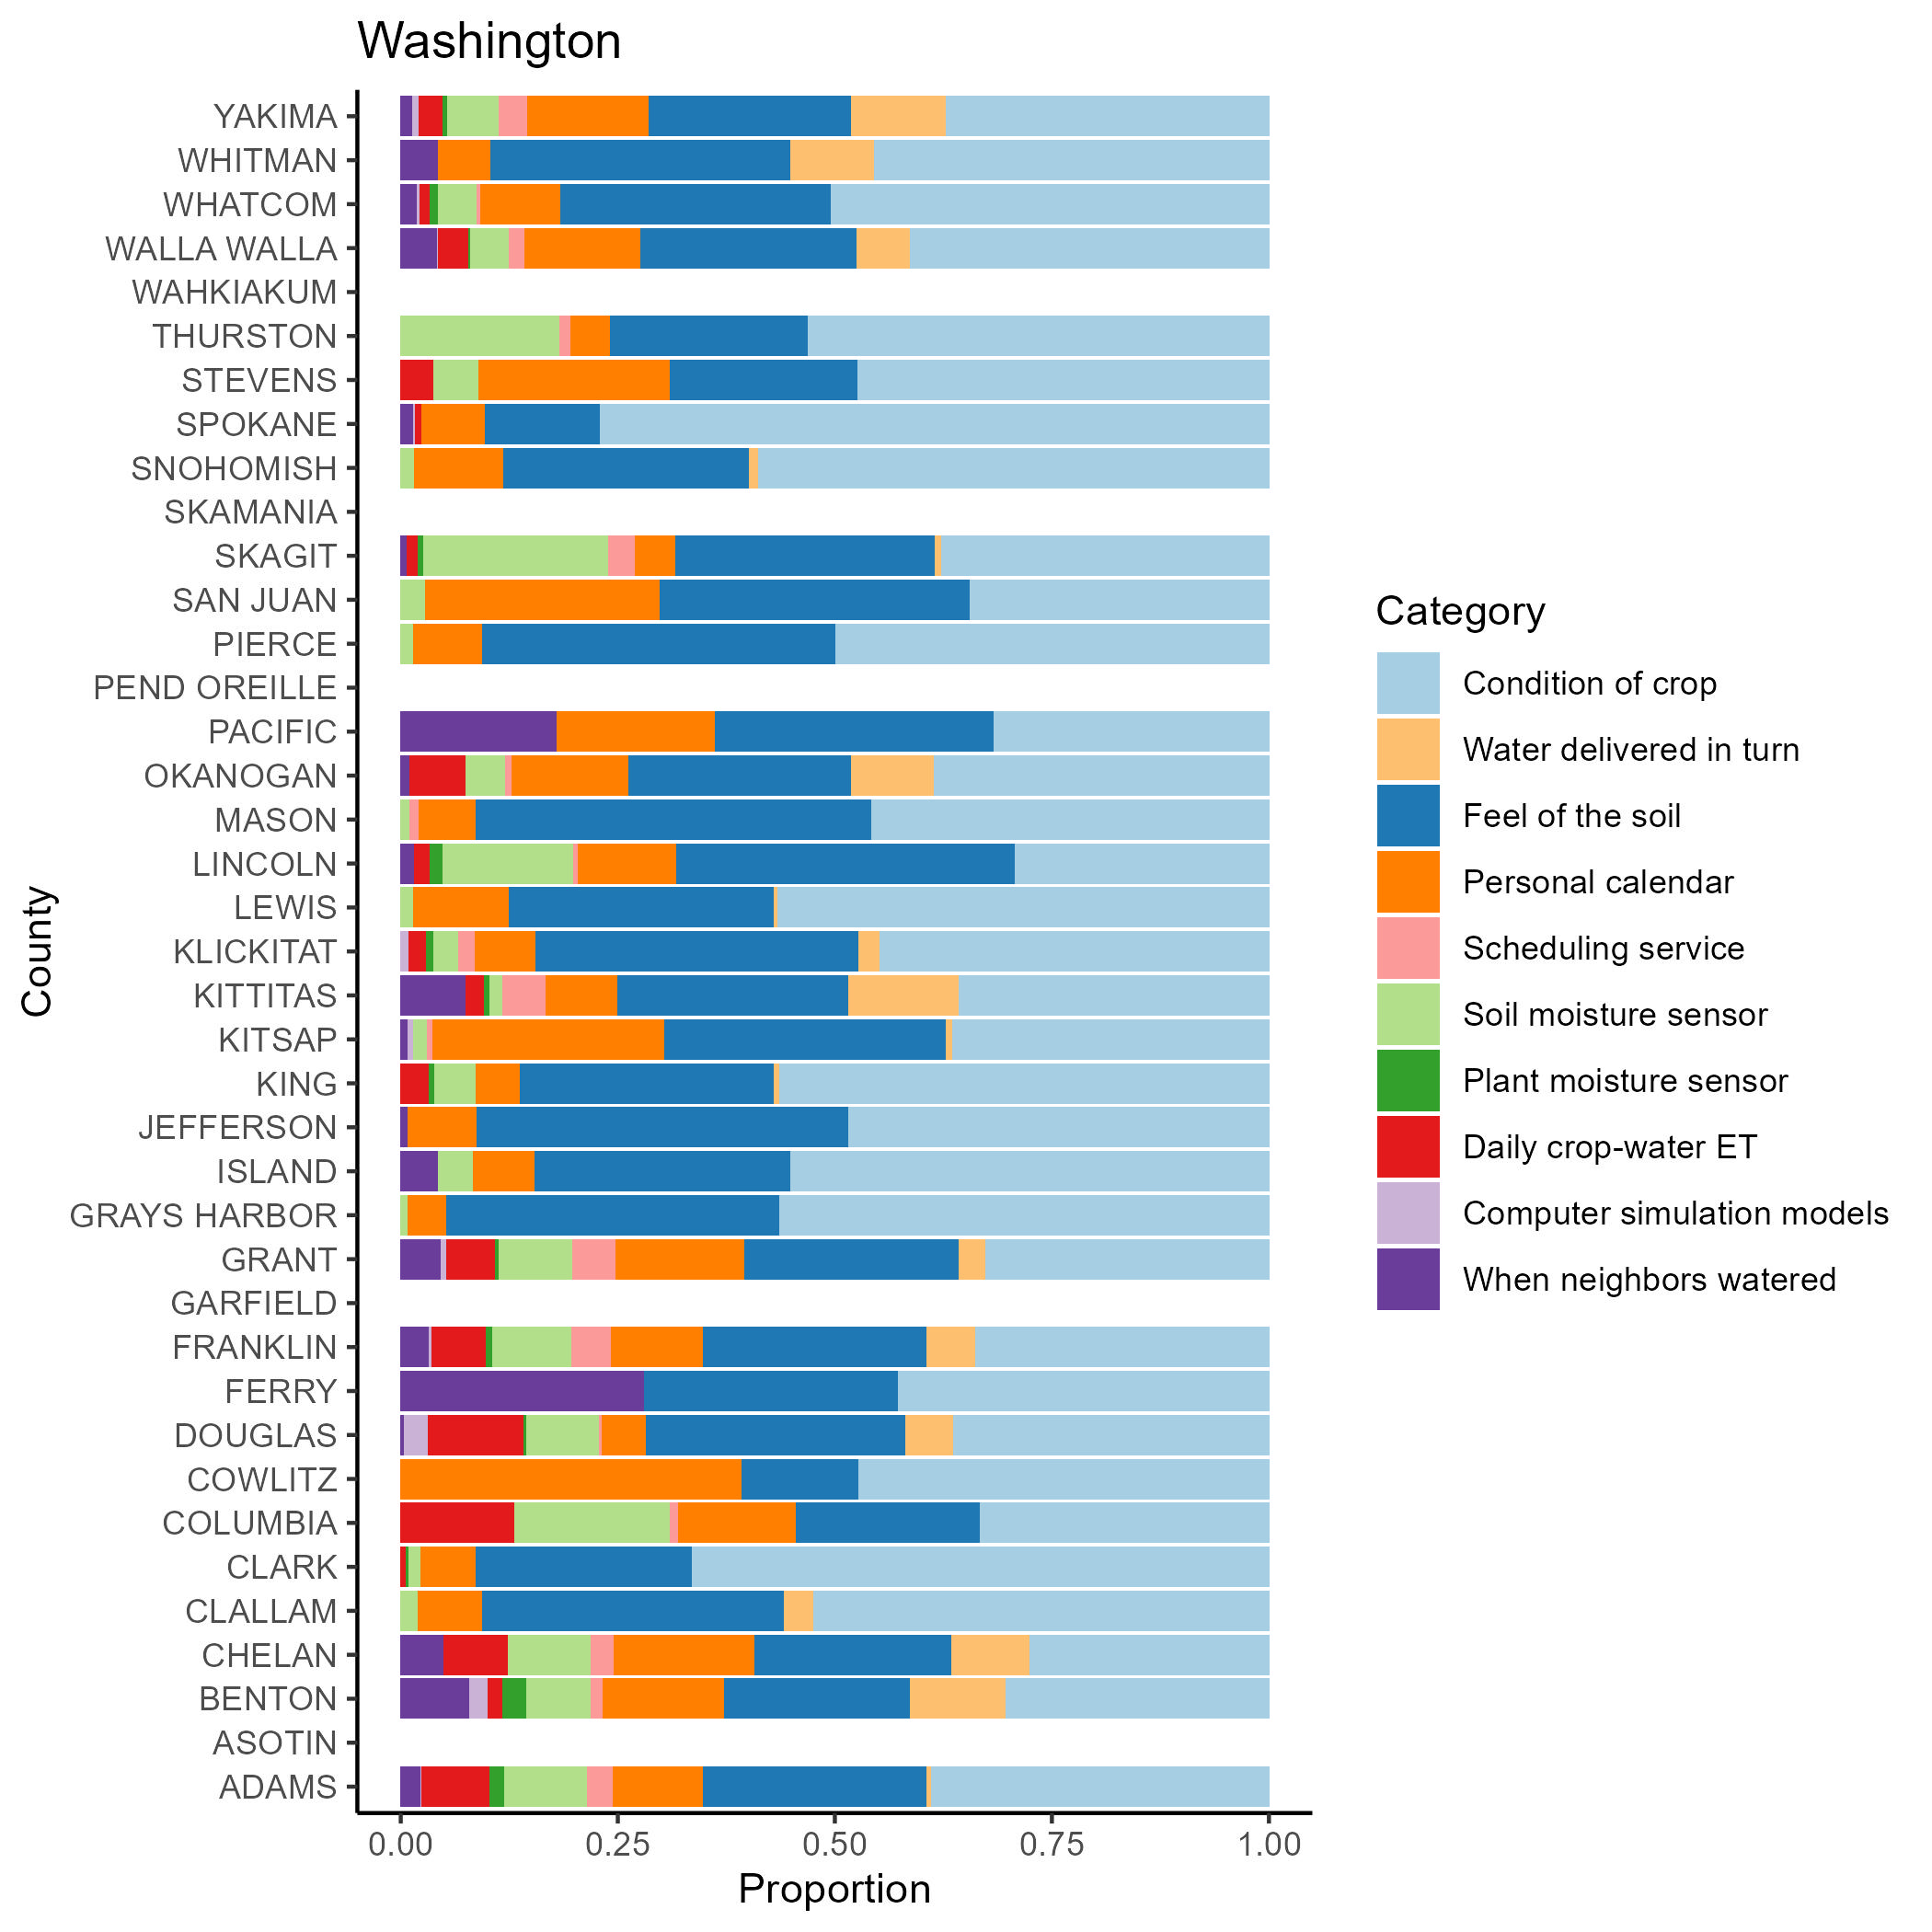 Washington
YAKIMA
WHITMAN
WHATCOM
WALLA WALLA
WAHKIAKUM
THURSTON
STEVENS
SPOKANE
SNOHOMISH
SKAMANIA
SKAGIT
SAN JUAN
PIERCE
PEND OREILLE
PACIFIC
OKANOGAN
MASON
LINCOLN
LEWIS
KLICKITAT
KITTITAS
KITSAP
KING
JEFFERSON
ISLAND
GRAYS HARBOR
GRANT
GARFIELD
FRANKLIN
FERRY
DOUGLAS
COWLITZ
COLUMBIA
CLARK
CLALLAM
CHELAN
BENTON
ASOTIN
ADAMS
County
0.00 0.25 0.50 0.75 1.00
Proportion
Category
Condition of crop
Water delivered in turn
Feel of the soil
Personal calendar
Scheduling service
Soil moisture sensor
Plant moisture sensor
Daily crop-water ET
Computer simulation models
When neighbors watered